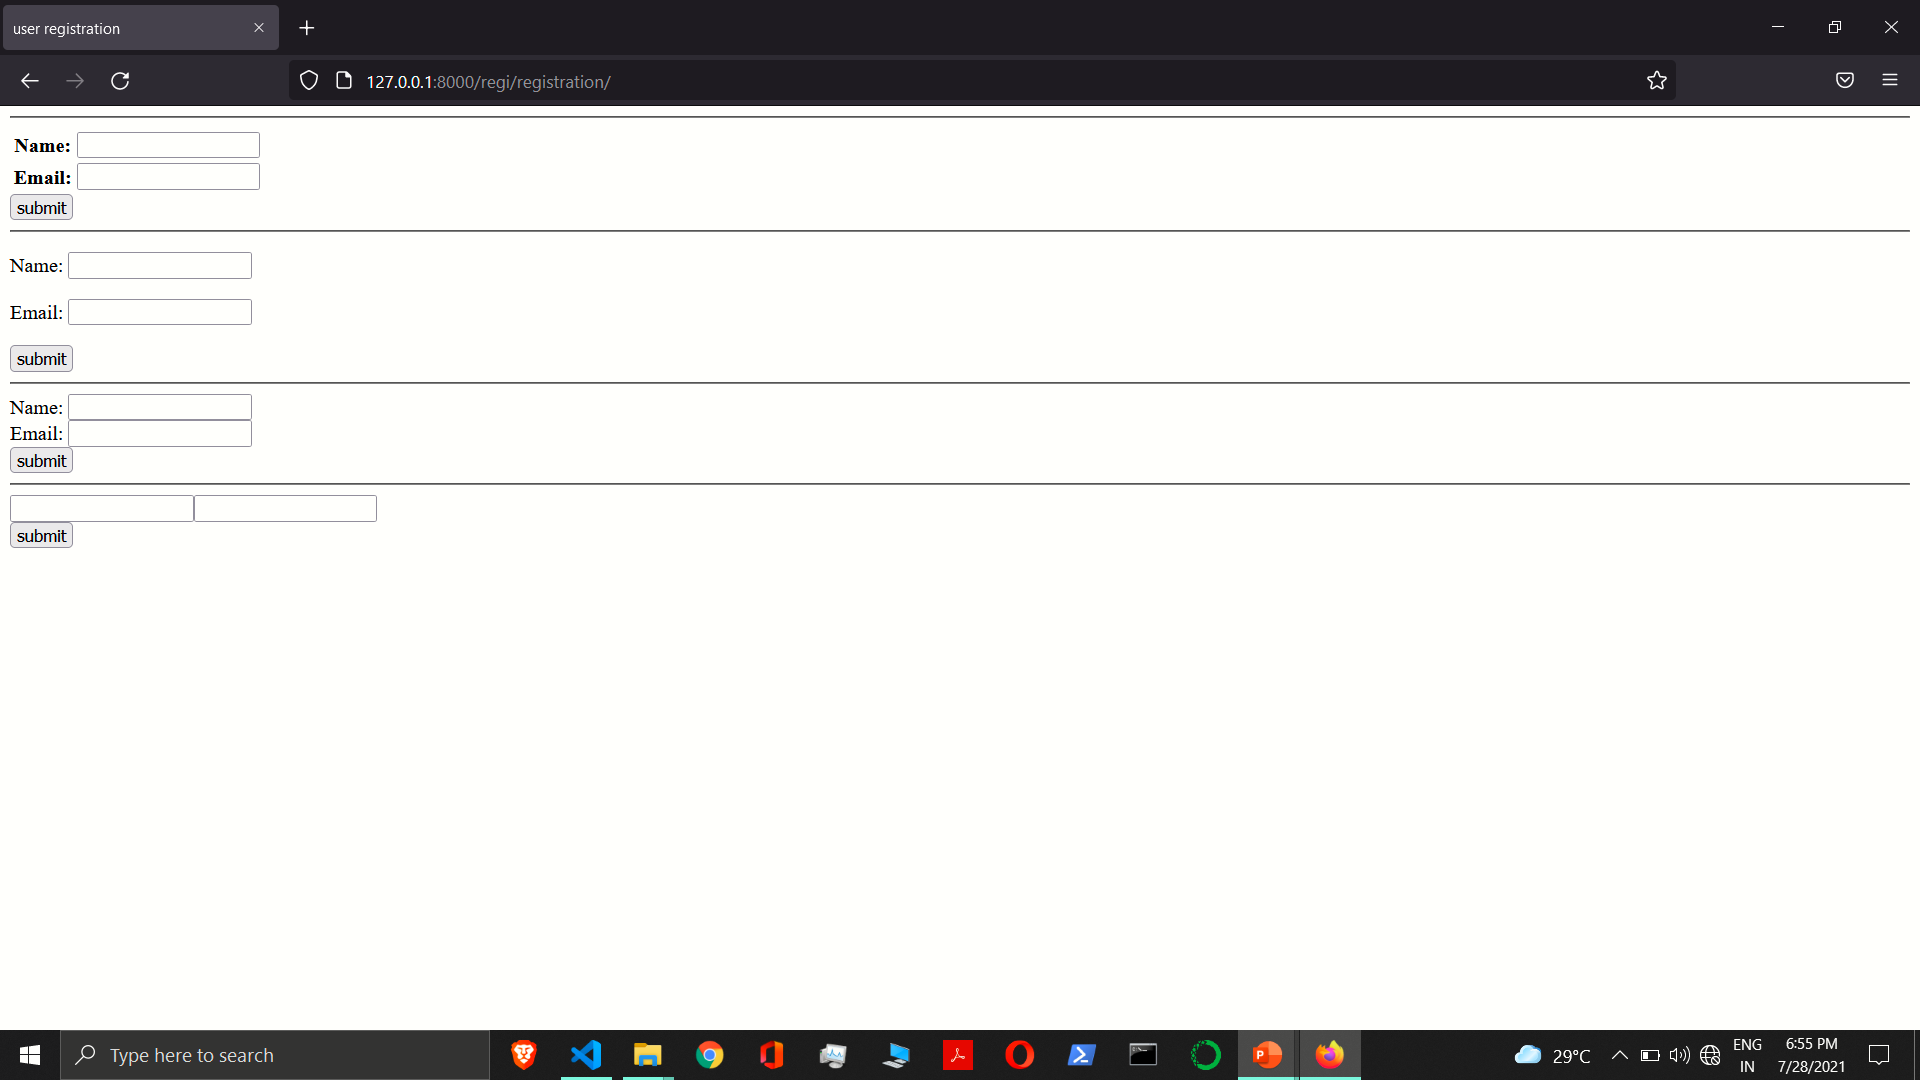 user registration
127.0.0.1:8000/regi/registration/
Name:
Email:
submit
Name:
Email:
submit
Name:
Email:
submit
submit
Type here to search
29°C
ENG
IN
6:55 PM
7/28/2021